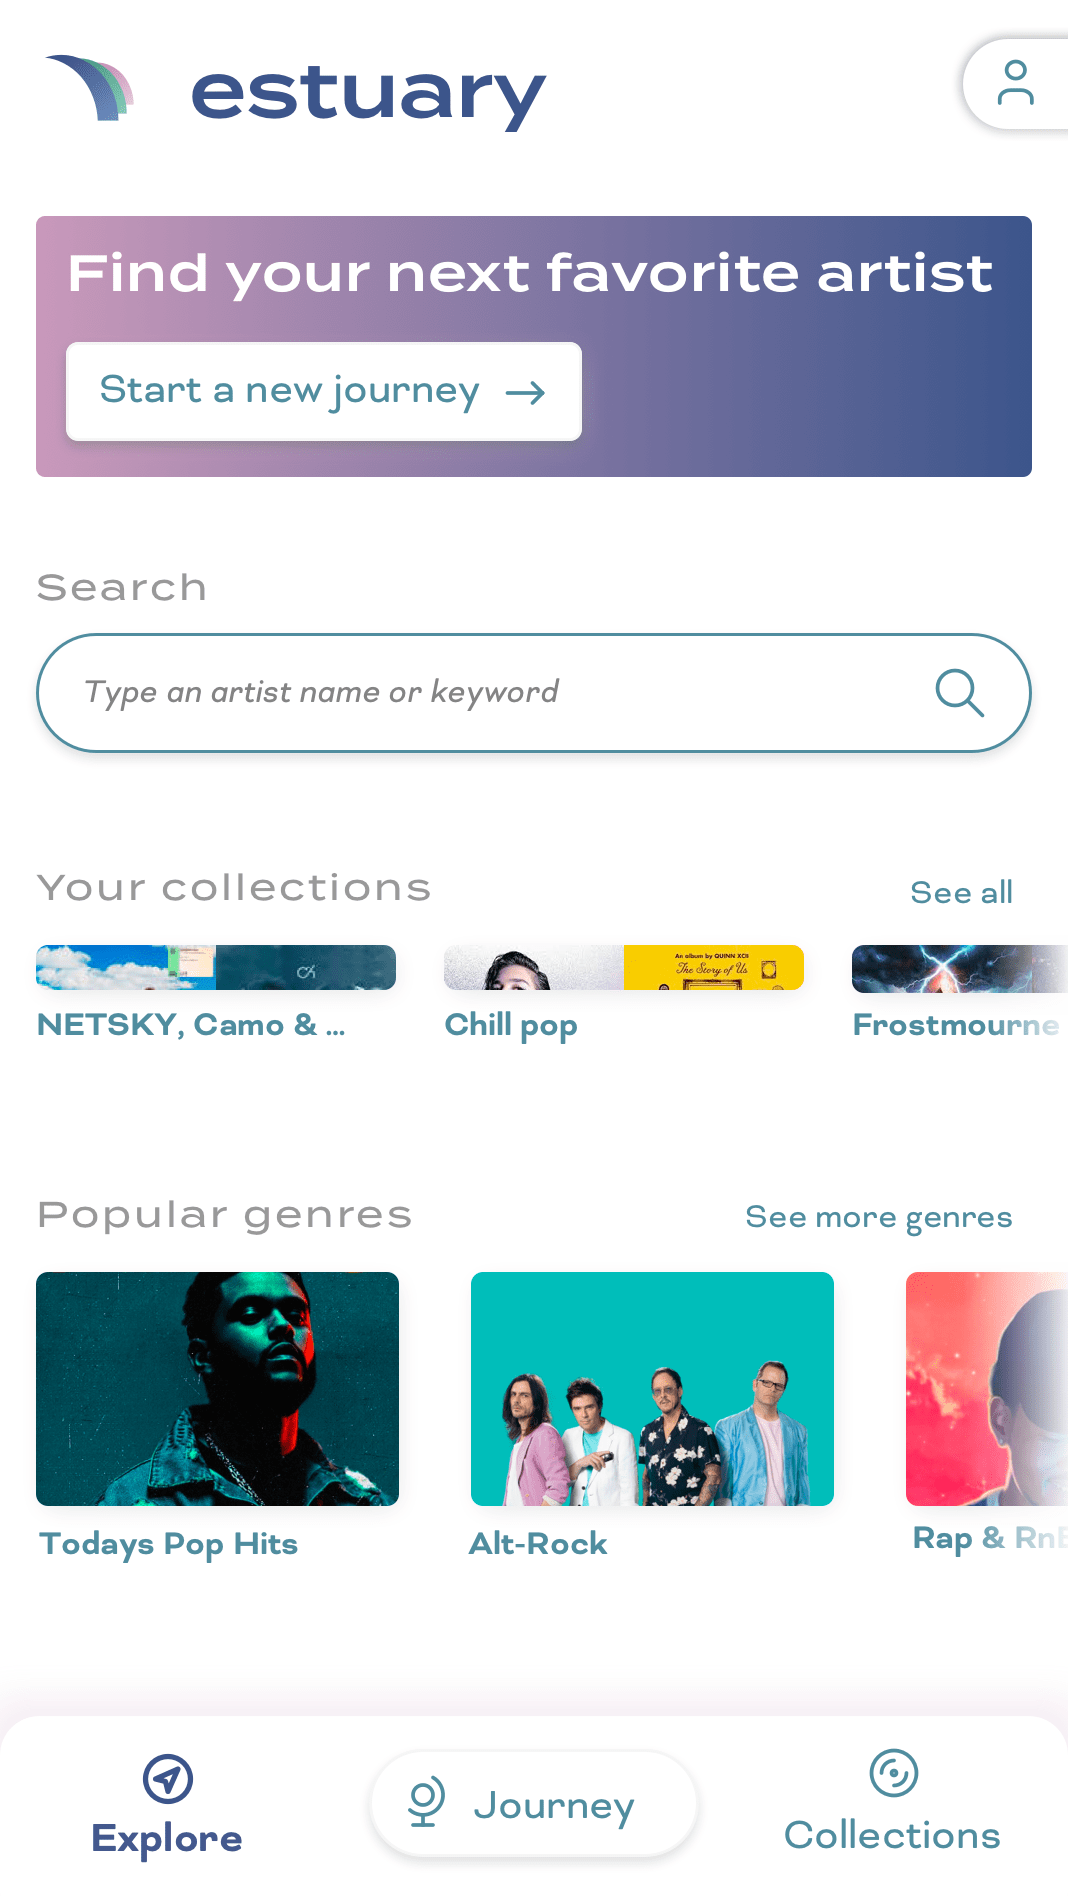 estuary
Find your next favorite artist
Start a new journey
Search
Type an artist name or keyword
Your collections
See all
An album by QUINN XCII
The Story of Us
NETSKY, Camo & ...
Chill pop
Frostmourne
Popular genres
See more genres
Todays Pop Hits
Alt-Rock
Rap & RnB
Explore
Journey
Collections